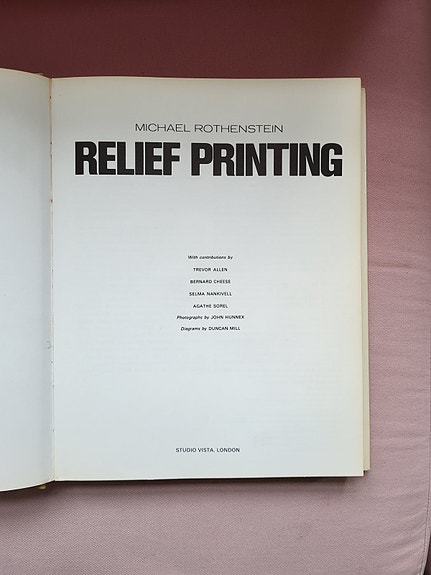 MICHAEL ROTHENSTEIN
RELIEF PRINTING
With contributions by
TREVOR ALLEN
BERNARD CHEESE
SELMA NANKIVELL
AGATHE SOREL
Photographs by JOHN HUNNEX
Diagrams by DUNCAN MILL
STUDIO VISTA, LONDON